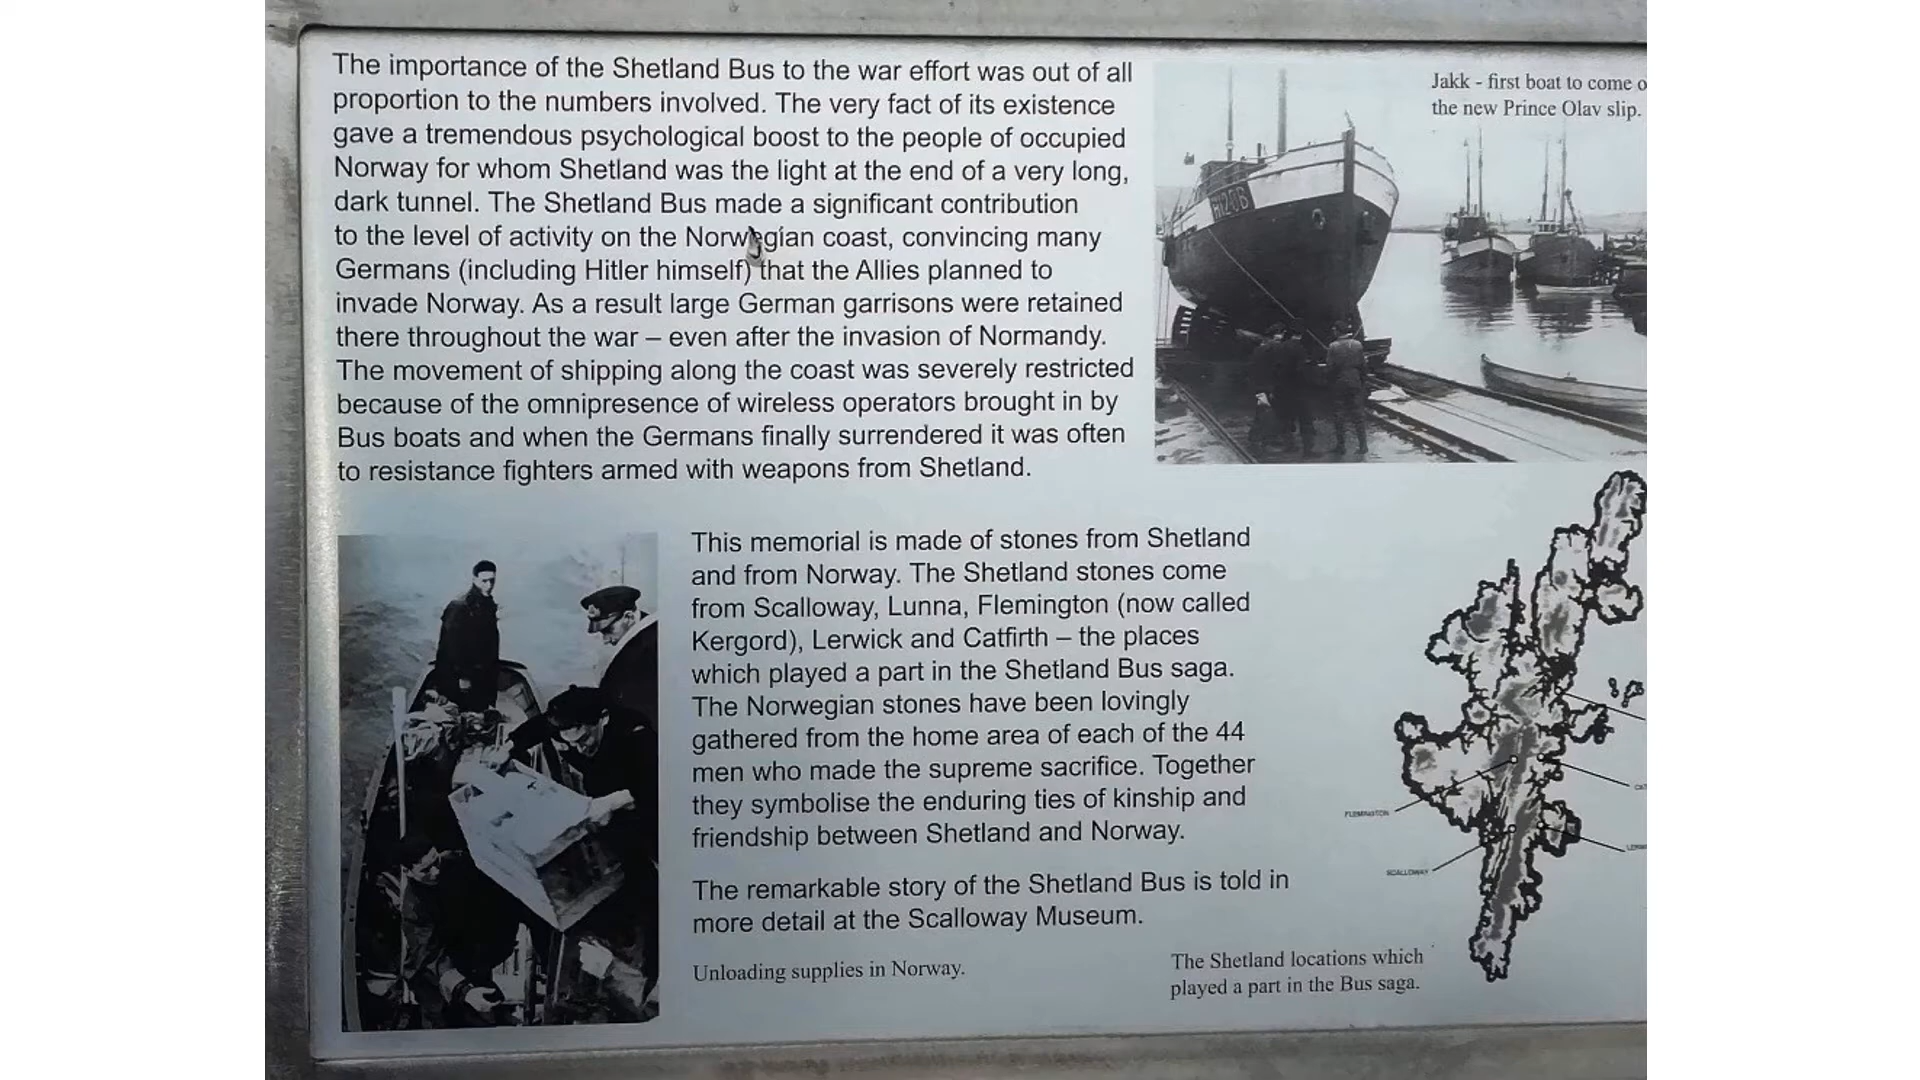 The importance of the Shetland Bus to the war effort was out of all
proportion to the numbers involved. The very fact of its existence
gave a tremendous psychological boost to the people of occupied
Norway for whom Shetland was the light at the end of a very long,
dark tunnel. The Shetland Bus made a significant contribution
to the level of activity on the Norwegian coast, convincing many
Germans (including Hitler himself) that the Allies planned to
invade Norway. As a result large German garrisons were retained
there throughout the war – even after the invasion of Normandy.
The movement of shipping along the coast was severely restricted
because of the omnipresence of wireless operators brought in by
Bus boats and when the Germans finally surrendered it was often
to resistance fighters armed with weapons from Shetland.
Jakk - first boat to come
the new Prince Olav slip.
This memorial is made of stones from Shetland
and from Norway. The Shetland stones come
from Scalloway, Lunna, Flemington (now called
Kergord), Lerwick and Catfirth – the places
which played a part in the Shetland Bus saga.
The Norwegian stones have been lovingly
gathered from the home area of each of the 44
men who made the supreme sacrifice. Together
they symbolise the enduring ties of kinship and
friendship between Shetland and Norway.
The remarkable story of the Shetland Bus is told in
more detail at the Scalloway Museum.
Unloading supplies in Norway.
FLEMINGTON
SCALLOWAY
The Shetland locations which
played a part in the Bus saga.